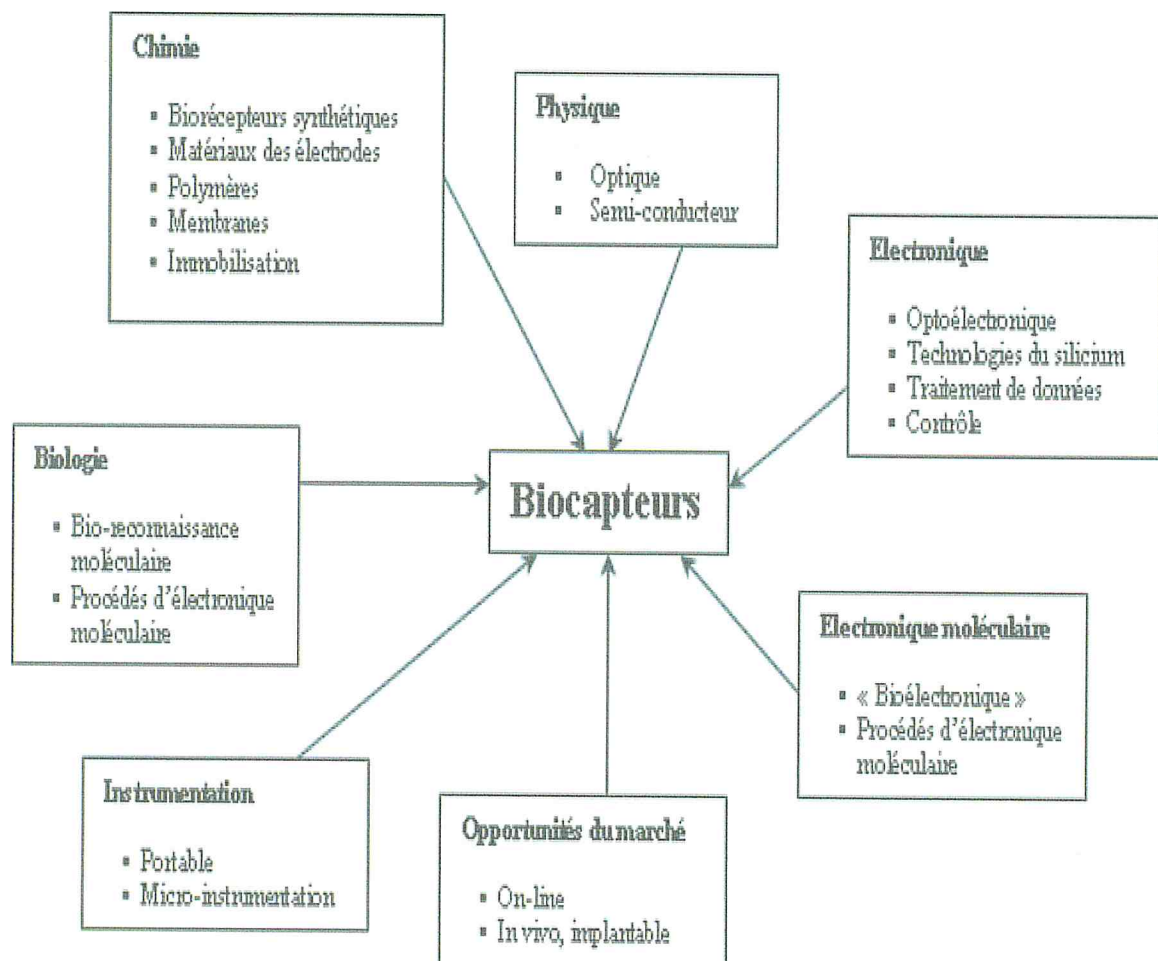 Chimie
▪ Biorécepteurs synthétiques
▪ Matériaux des électrodes
▪ Polymères
▪ Membranes
▪ Immobilisation
Physique
▪ Optique
▪ Semi-conducteur
Electronique
▪ Optoélectronique
▪ Technologies du silicium
▪ Traitement de données
▪ Contrôle
Biologie
▪ Bio-reconnaissance
moléculaire
▪ Procédés d'électronique
moléculaire
Biocapteurs
Electronique moléculaire
▪ « Bioélectronique »
▪ Procédés d'électronique
moléculaire
Instrumentation
▪ Portable
▪ Micro-instrumentation
Opportunités du marché
▪ On-line
▪ In vivo, implantable